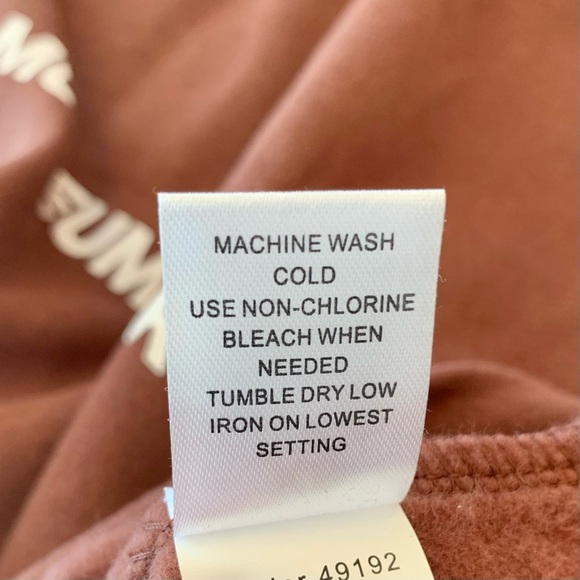 MACHINE WASH
COLD
USE NON-CHLORINE
BLEACH WHEN
NEEDED
TUMBLE DRY LOW
IRON ON LOWEST
SETTING
49192